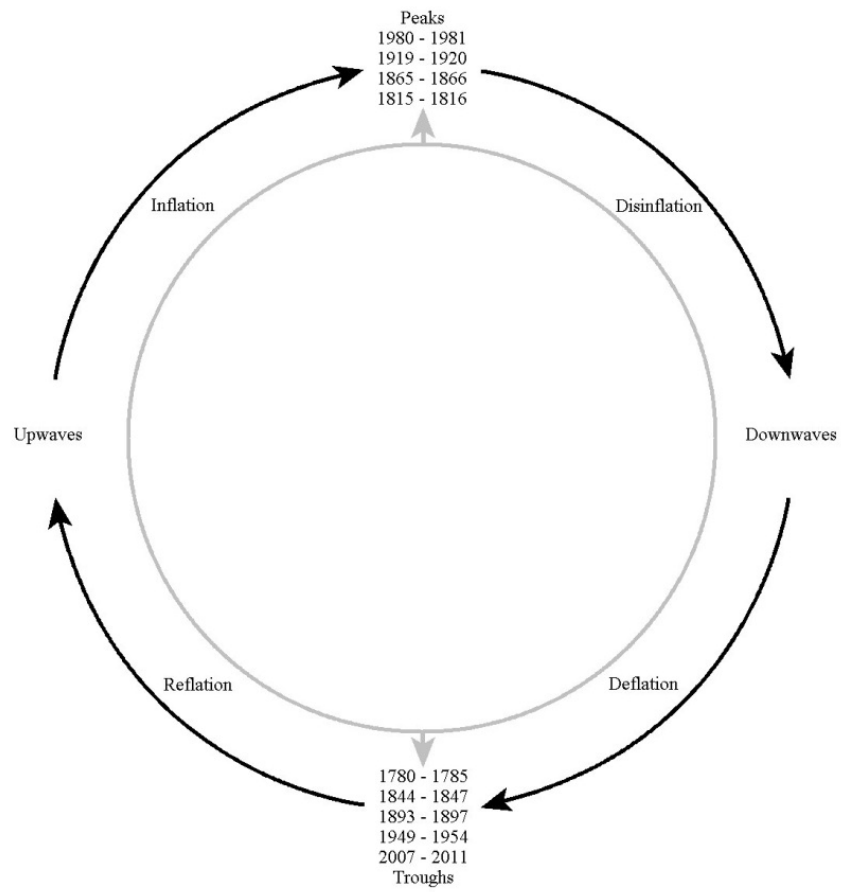 Peaks
1980 - 1981
1919 - 1920
1865 - 1866
1815 - 1816
Inflation
Disinflation
Upwaves
Downwaves
Reflation
Deflation
1780 - 1785
1844 - 1847
1893 - 1897
1949 - 1954
2007 - 2011
Troughs